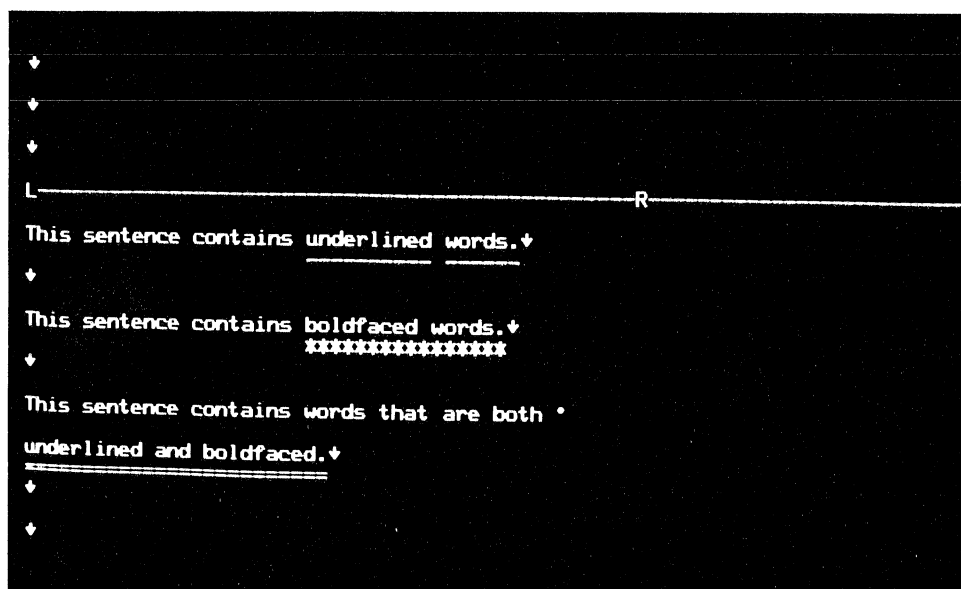 ↓
↓
↓
L--------------------------------------------------R--------------------------
This sentence contains underlined words.↓
↓
This sentence contains boldfaced words.↓
****************
↓
This sentence contains words that are both •
underlined and boldfaced.↓
↓
↓